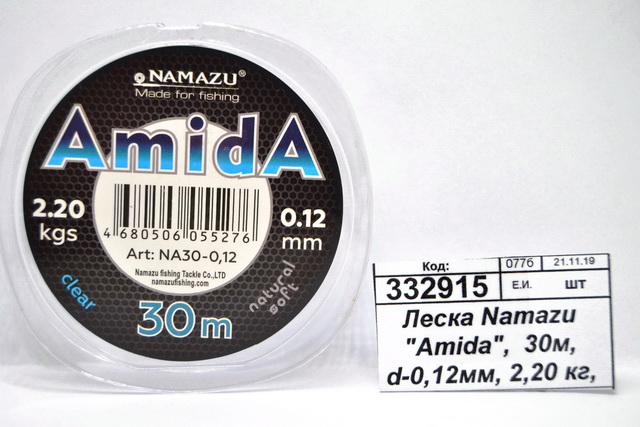 NAMAZU®
Made for fishing
AmidA
2.20
kgs
0.12
mm
4 680506 055276
Art: NA30-0,12
Namazu fishing Tackle Co.,LTD
namazufishing.com
clear
natural
soft
30m
Код: 077б 21.11.19
332915 Е.И. шт
Леска Namazu
"Amida", 30м,
d-0,12мм, 2,20 кг,